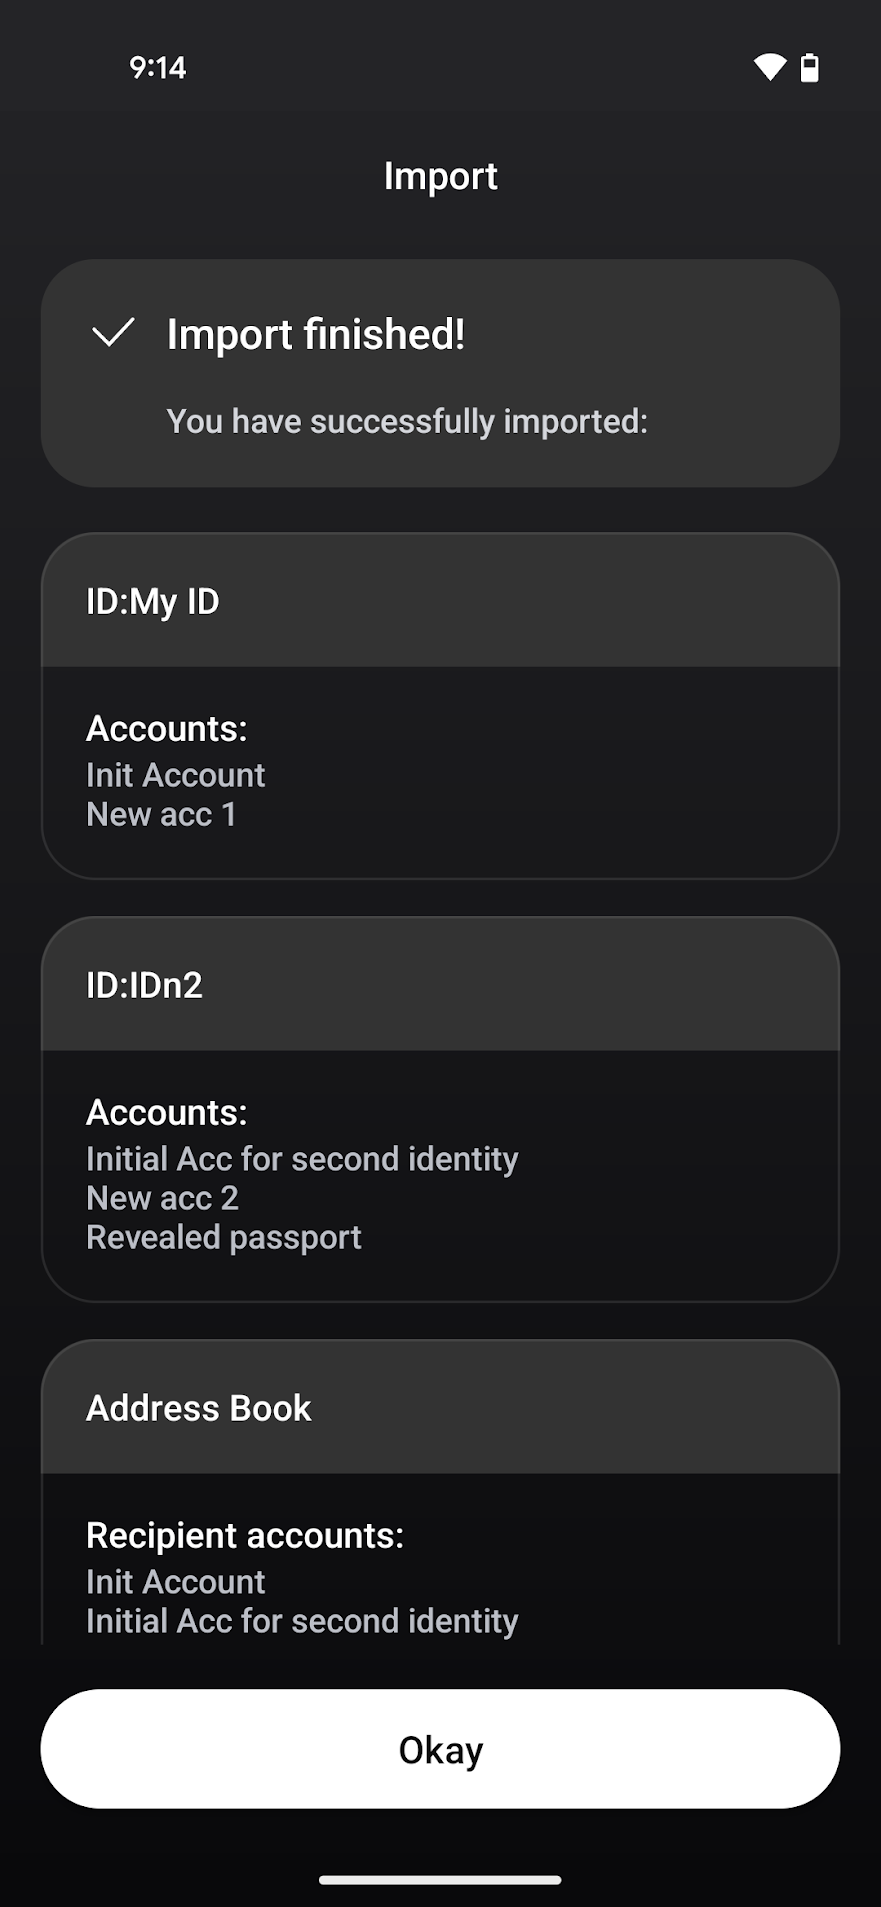 9:14
Import
Import finished!
You have successfully imported:
ID:My ID
Accounts:
Init Account
New acc 1
ID:IDn2
Accounts:
Initial Acc for second identity
New acc 2
Revealed passport
Address Book
Recipient accounts:
Init Account
Initial Acc for second identity
Okay